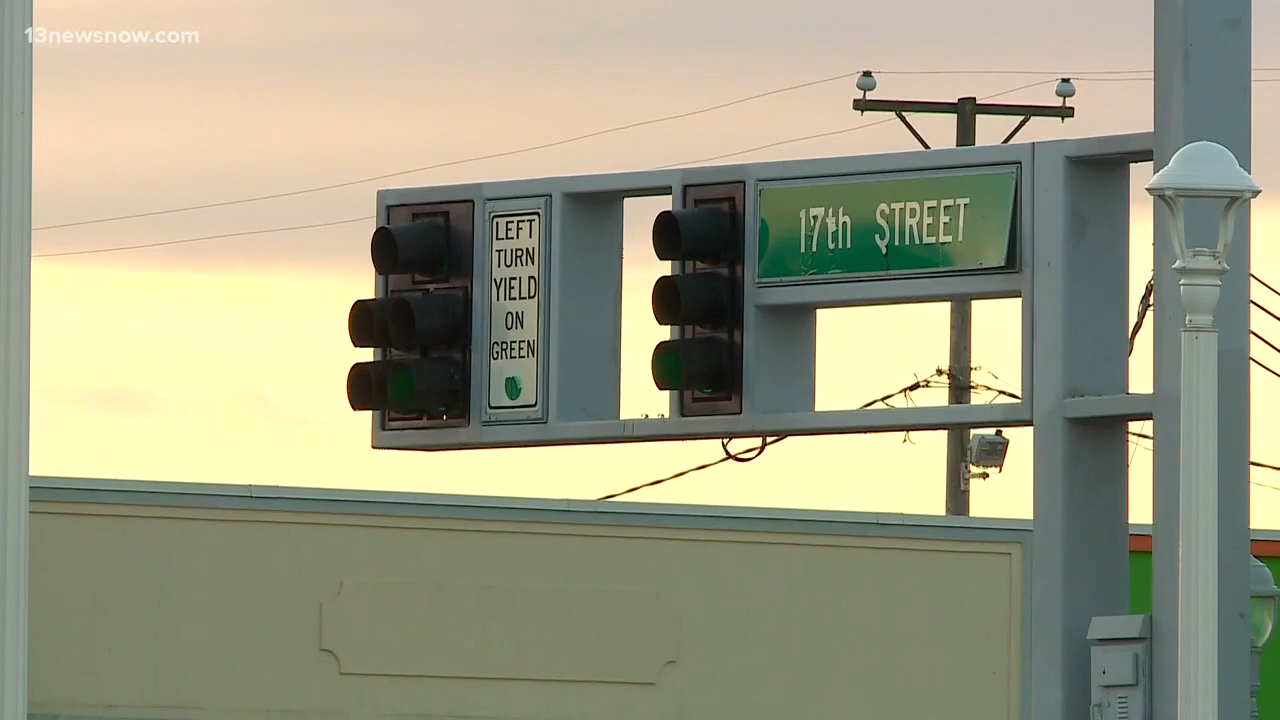 13newsnow.com
LEFT
TURN
YIELD
ON
GREEN
17th STREET